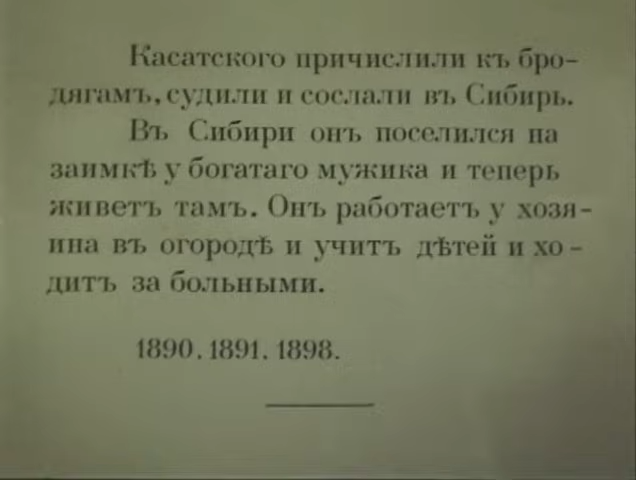 Касатского причислили къ бро-
дягамъ, судили и сослали въ Сибирь.
Въ Сибири онъ поселился на
заимкѣ у богатаго мужика и теперь
живетъ тамъ. Онъ работаетъ у хозя-
ина въ огородѣ и учитъ дѣтей и хо-
дитъ за больными.
1890. 1891. 1898.